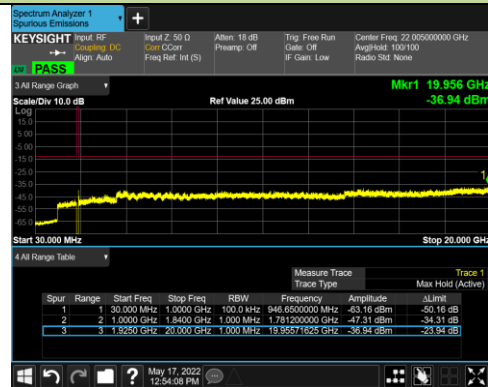 Spectrum Analyzer 1
Spurious Emissions
+
KEYSIGHT Input: RF Input Z: 50 Ω Atten: 18 dB Trig: Free Run Center Freq: 22.005000000 GHz
Coupling: DC Corr CCorr Preamp: Off Gate: Off Avg|Hold: 100/100
Align: Auto Freq Ref: Int (S) IF Gain: Low Radio Std: None
PASS
3 All Range Graph Mkr1 19.956 GHz
Scale/Div 10.0 dB Ref Value 25.00 dBm -36.94 dBm
Log
15.0
5.00
-5.00
-15.0
-25.0
1
-35.0
-45.0
-55.0
-65.0
Start 30.000 MHz Stop 20.000 GHz
4 All Range Table
Measure Trace Trace 1
Trace Type Max Hold (Active)
Spur Range Start Freq Stop Freq RBW Frequency Amplitude ΔLimit
1 1 30.000 MHz 1.0000 GHz 100.0 kHz 946.6500000 MHz -63.16 dBm -50.16 dB
2 2 1.0000 GHz 1.8400 GHz 1.000 MHz 1.781200000 GHz -47.31 dBm -34.31 dB
3 3 1.9250 GHz 20.000 GHz 1.000 MHz 19.95571625 GHz -36.94 dBm -23.94 dB
? May 17, 2022
12:54:08 PM